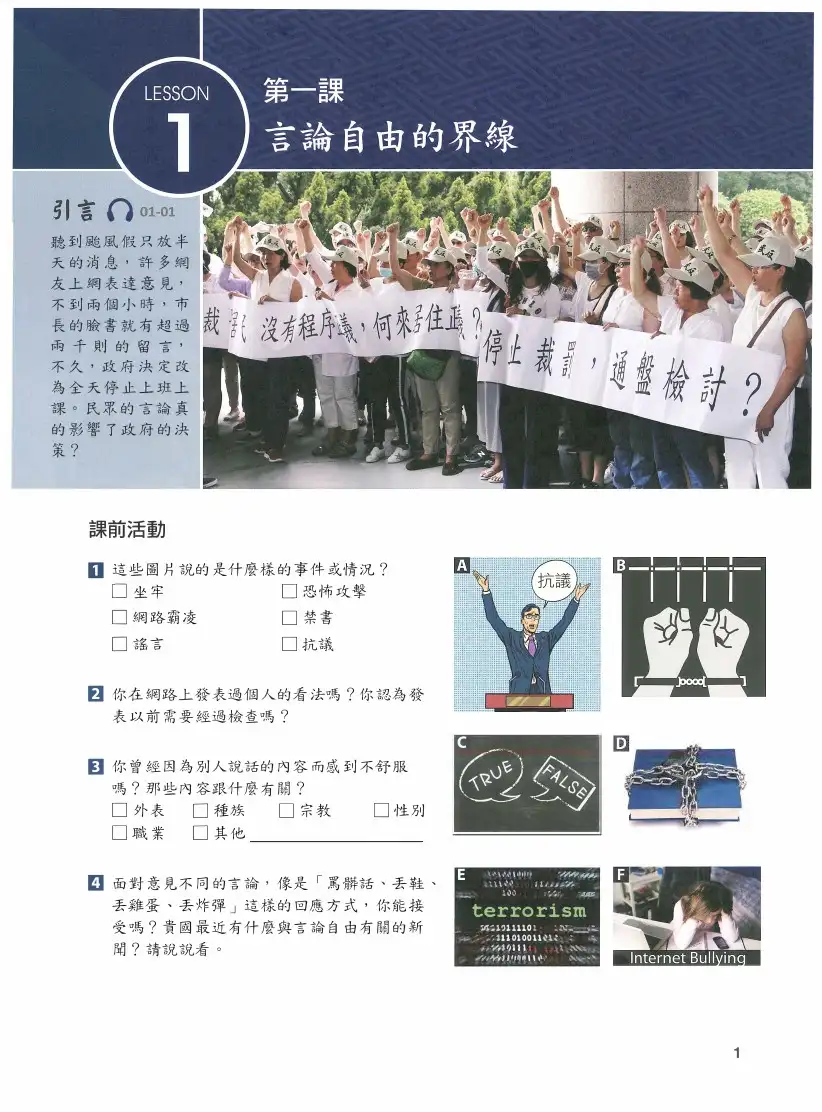 LESSON
1
第一課
言論自由的界線
引言 01-01
聽到颱風假只放半
天的消息，許多網
友上網表達意見，
不到兩個小時，市
長的臉書就有超過
兩千則的留言，
不久，政府決定改
為全天停止上班上
課。民眾的言論真
的影響了政府的決
策？
沒有程序 義，何來居住正義？
停止裁罰，通盤檢討？
課前活動
1 這些圖片說的是什麼樣的事件或情況？
□ 坐牢 □ 恐怖攻擊
□ 網路霸凌 □ 禁書
□ 謠言 □ 抗議
2 你在網路上發表過個人的看法嗎？你認為發
表以前需要經過檢查嗎？
3 你曾經因為別人說話的內容而感到不舒服
嗎？那些內容跟什麼有關？
□ 外表 □ 種族 □ 宗教 □ 性別
□ 職業 □ 其他
4 面對意見不同的言論，像是「罵髒話、丟鞋、
丟雞蛋、丟炸彈」這樣的回應方式，你能接
受嗎？貴國最近有什麼與言論自由有關的新
聞？請說說看。
A
抗議
B
C
TRUE
FALSE
D
E
terrorism
F
Internet Bullying
1